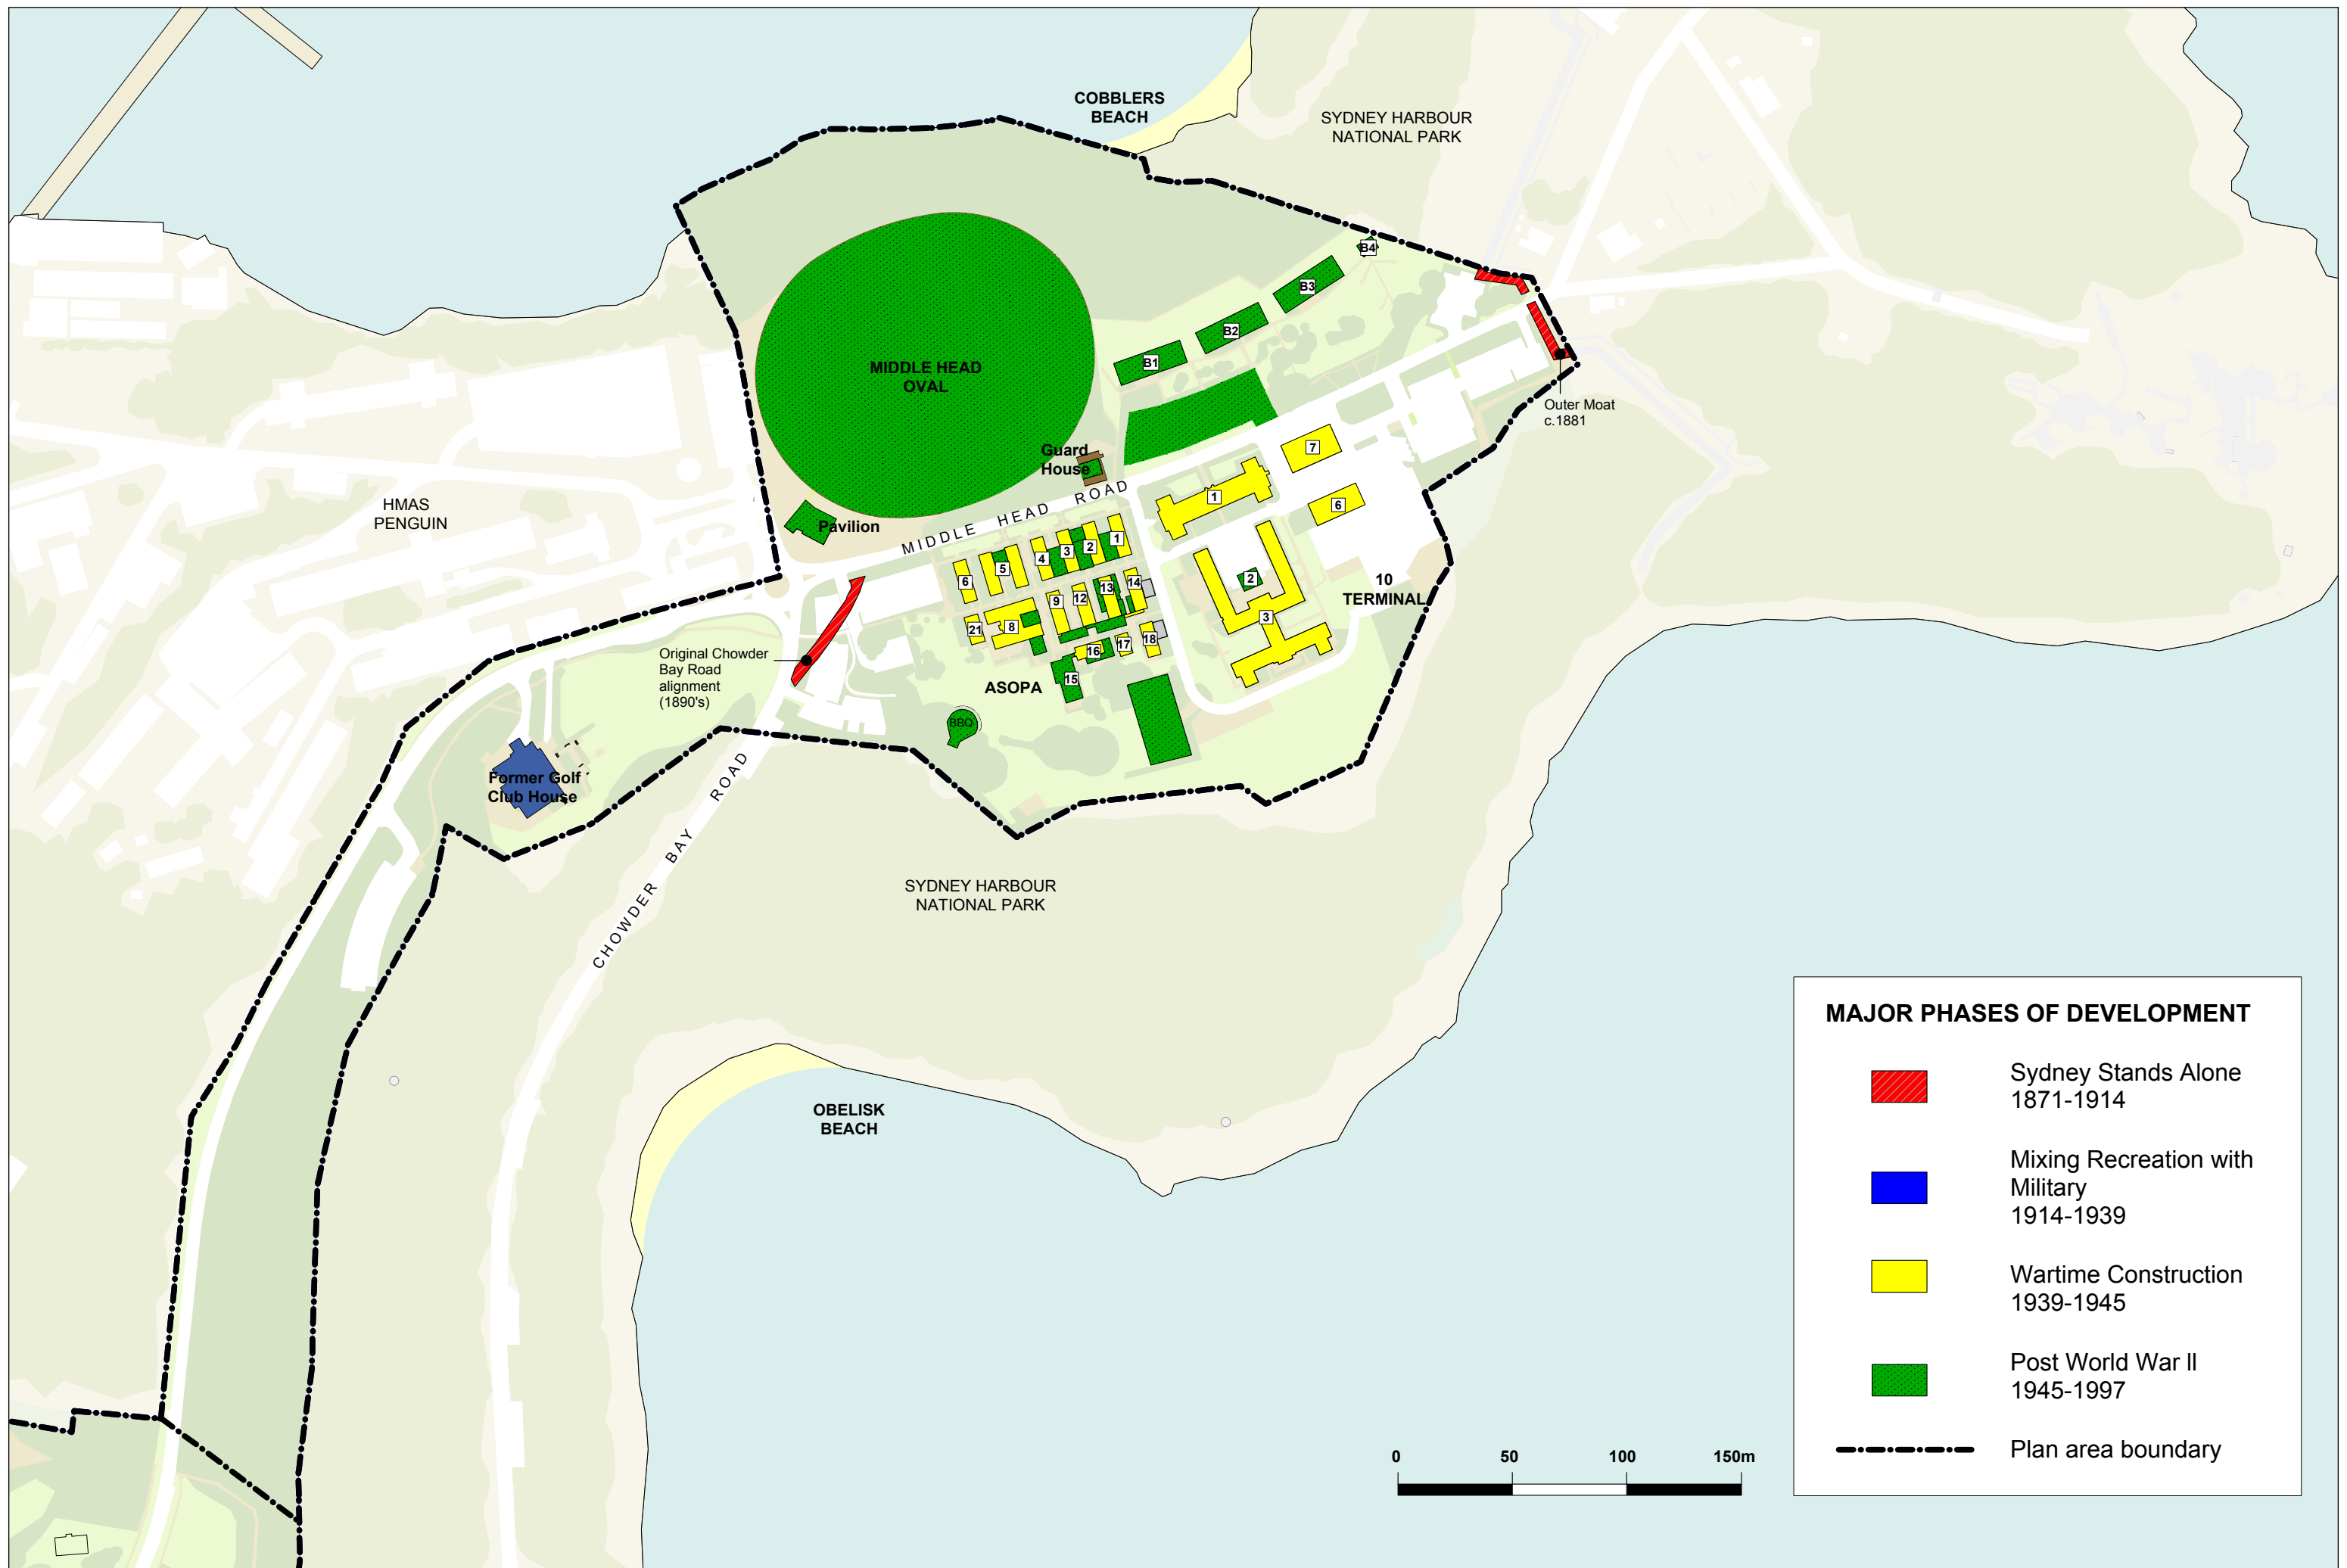 COBBLERS
BEACH
SYDNEY HARBOUR
NATIONAL PARK
B4
B3
B2
B1
MIDDLE HEAD
OVAL
Outer Moat
c.1881
Guard
House
7
1
6
HMAS
PENGUIN
Pavilion
MIDDLE HEAD ROAD
1
2
3
4
5
6
14
13
12
9
8
21
2
3
10
TERMINAL
18
17
16
15
ASOPA
Original Chowder
Bay Road
alignment
(1890's)
BBQ
Former Golf
Club House
CHOWDER BAY ROAD
SYDNEY HARBOUR
NATIONAL PARK
OBELISK
BEACH
MAJOR PHASES OF DEVELOPMENT
Sydney Stands Alone
1871-1914
Mixing Recreation with
Military
1914-1939
Wartime Construction
1939-1945
Post World War II
1945-1997
Plan area boundary
0 50 100 150m